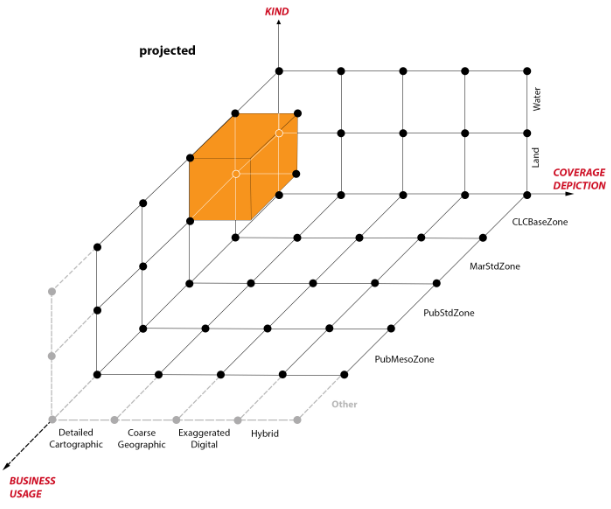 KIND
projected
Water
Land
COVERAGE
DEPICTION
CLCBaseZone
MarStdZone
PubStdZone
PubMesoZone
Other
Detailed
Cartographic
Coarse
Geographic
Exaggerated
Digital
Hybrid
BUSINESS
USAGE